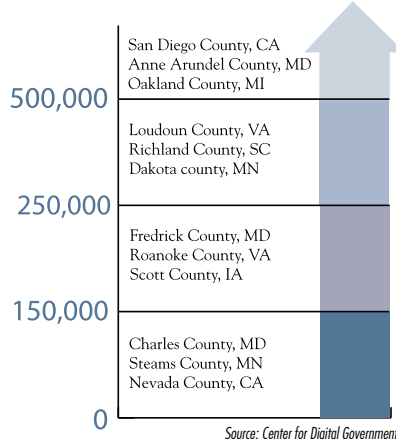 San Diego County, CA
Anne Arundel County, MD
Oakland County, MI
500,000
Loudoun County, VA
Richland County, SC
Dakota county, MN
250,000
Fredrick County, MD
Roanoke County, VA
Scott County, IA
150,000
Charles County, MD
Steams County, MN
Nevada County, CA
0
Source: Center for Digital Government